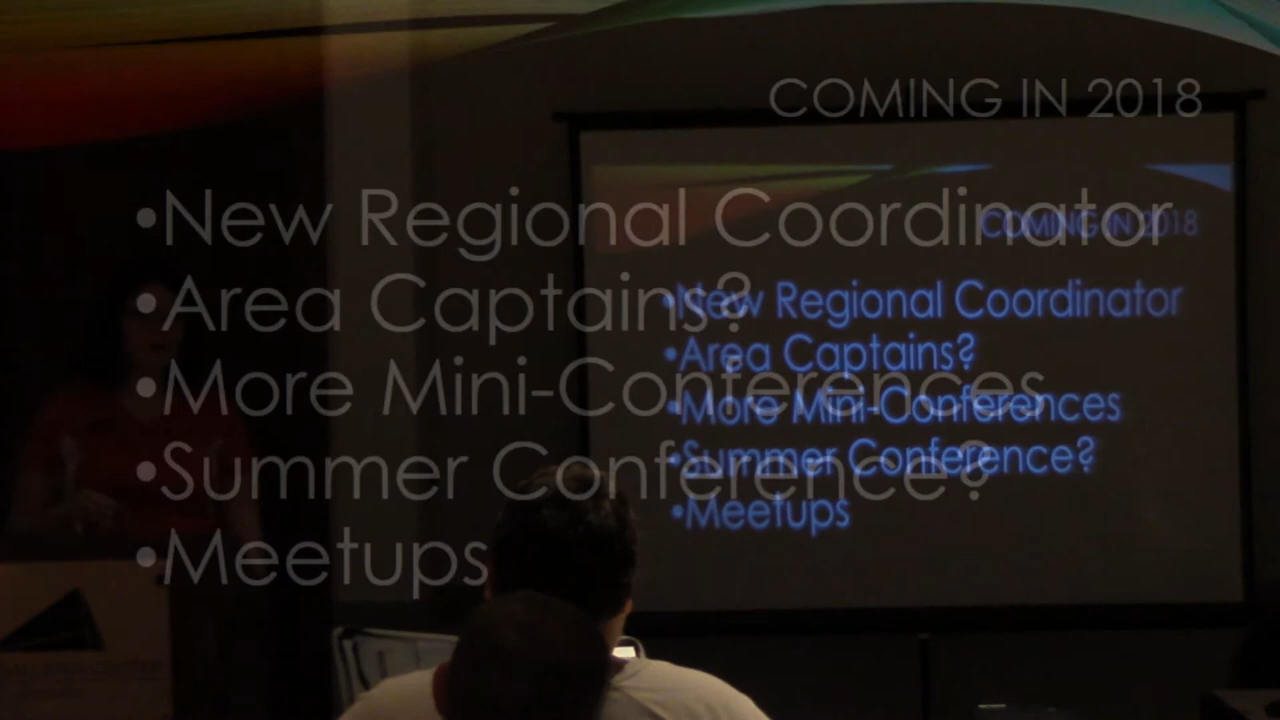 COMING IN 2018
•New Regional Coordinator
•Area Captains?
•More Mini-Conferences
•Summer Conference?
•Meetups
COMING IN 2018
•New Regional Coordinator
•Area Captains?
•More Mini-Conferences
•Summer Conference?
•Meetups